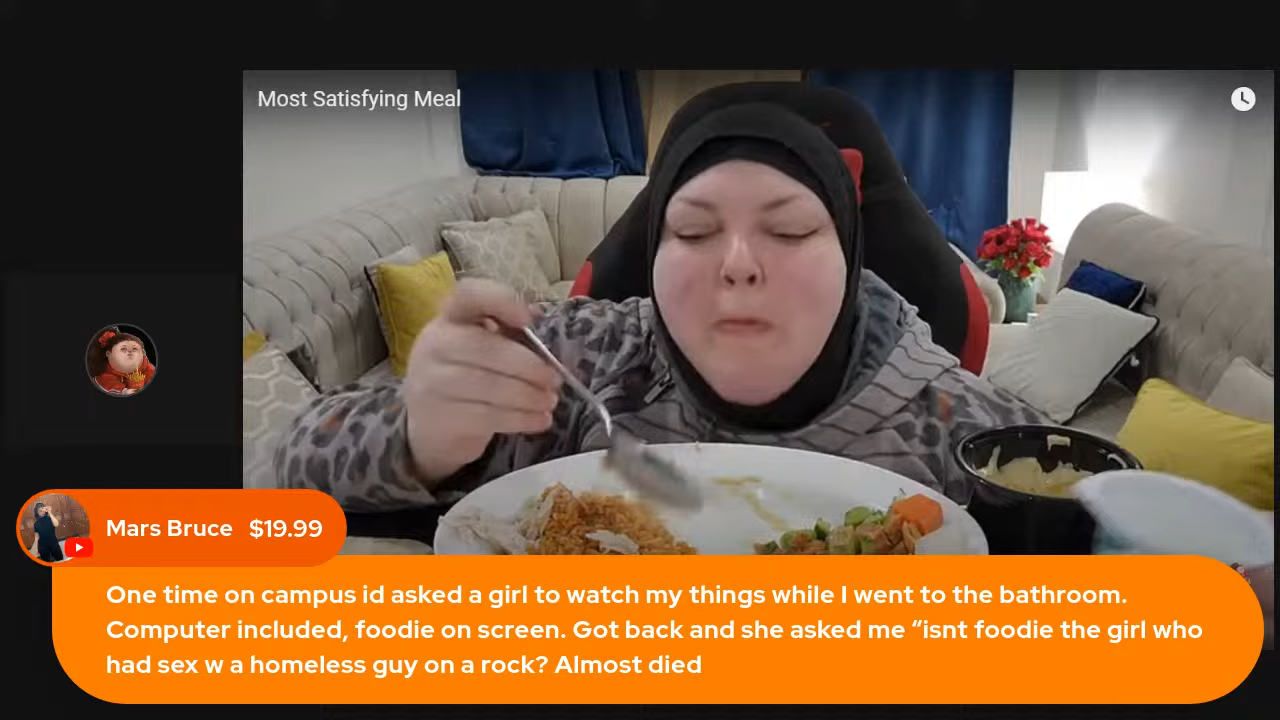 Most Satisfying Meal
Mars Bruce $19.99
One time on campus id asked a girl to watch my things while I went to the bathroom.
Computer included, foodie on screen. Got back and she asked me “isnt foodie the girl who
had sex w a homeless guy on a rock? Almost died